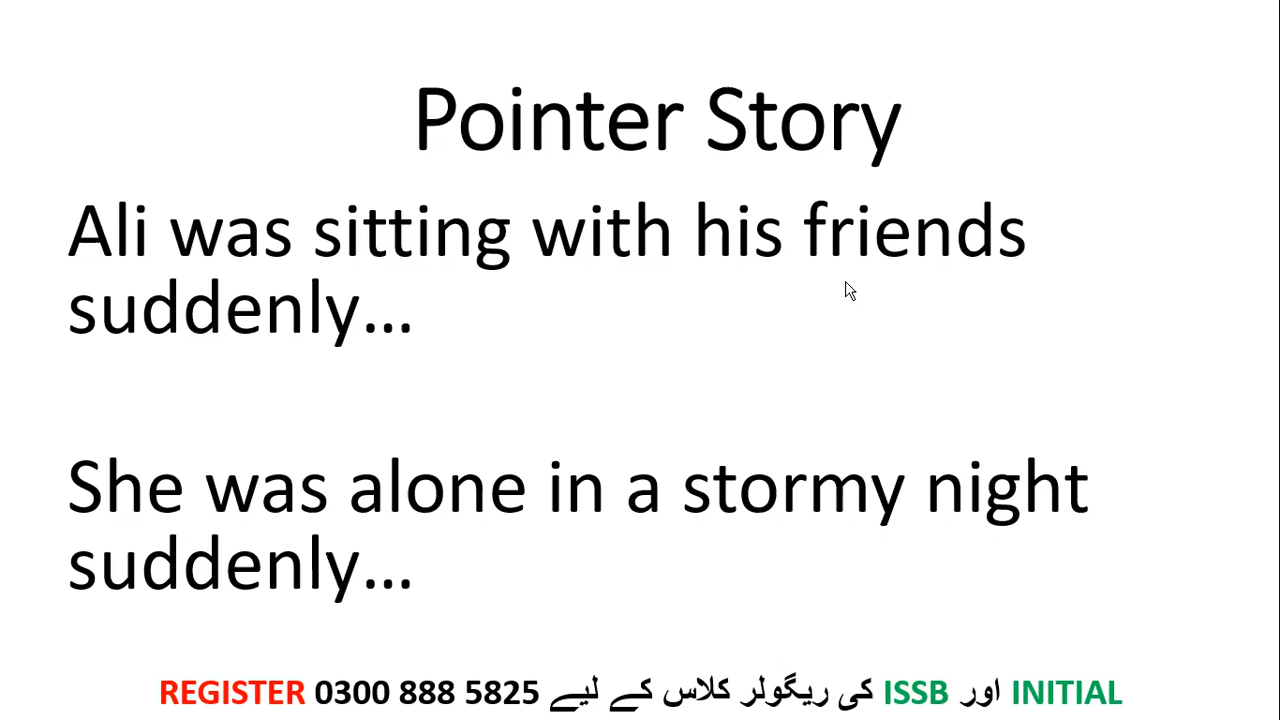 Pointer Story
Ali was sitting with his friends
suddenly...
She was alone in a stormy night
suddenly...
INITIAL اور ISSB کی ریگولر کلاس کے لیے 0300 888 5825 REGISTER